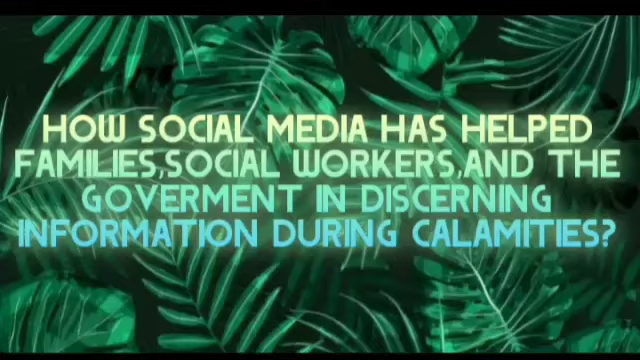 HOW SOCIAL MEDIA HAS HELPED
FAMILIES,SOCIAL WORKERS,AND THE
GOVERMENT IN DISCERNING
INFORMATION DURING CALAMITIES?